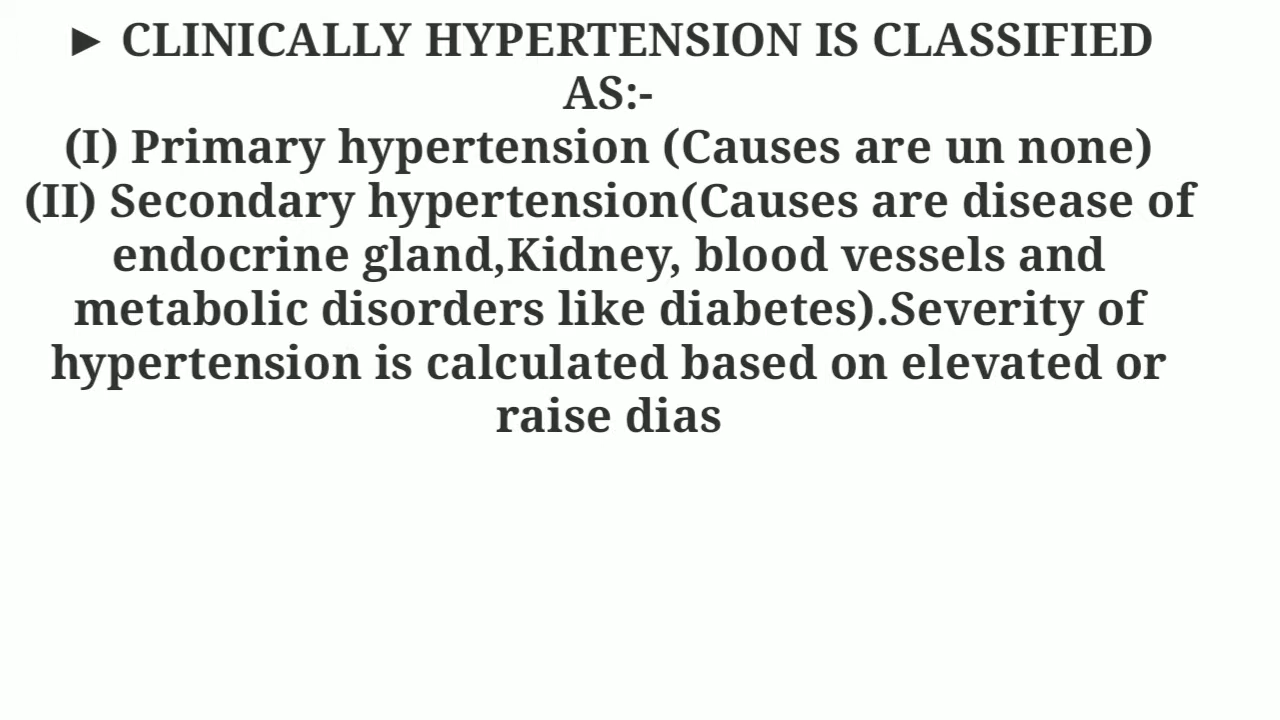 ► CLINICALLY HYPERTENSION IS CLASSIFIED
AS:-
(I) Primary hypertension (Causes are un none)
(II) Secondary hypertension(Causes are disease of
endocrine gland,Kidney, blood vessels and
metabolic disorders like diabetes).Severity of
hypertension is calculated based on elevated or
raise dias